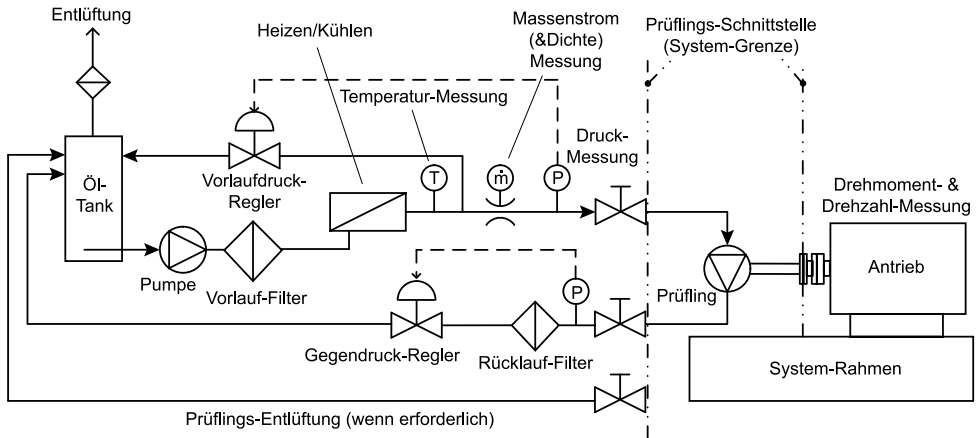 Entlüftung
Heizen/Kühlen
Massenstrom
(&Dichte)
Messung
Prüflings-Schnittstelle
(System-Grenze)
Temperatur-Messung
Druck-
Messung
Vorlaufdruck-
Regler
T
ṁ
P
Öl-
Tank
Drehmoment- &
Drehzahl-Messung
Antrieb
Pumpe
Vorlauf-Filter
P
Prüfling
Gegendruck-Regler
Rücklauf-Filter
System-Rahmen
Prüflings-Entlüftung (wenn erforderlich)